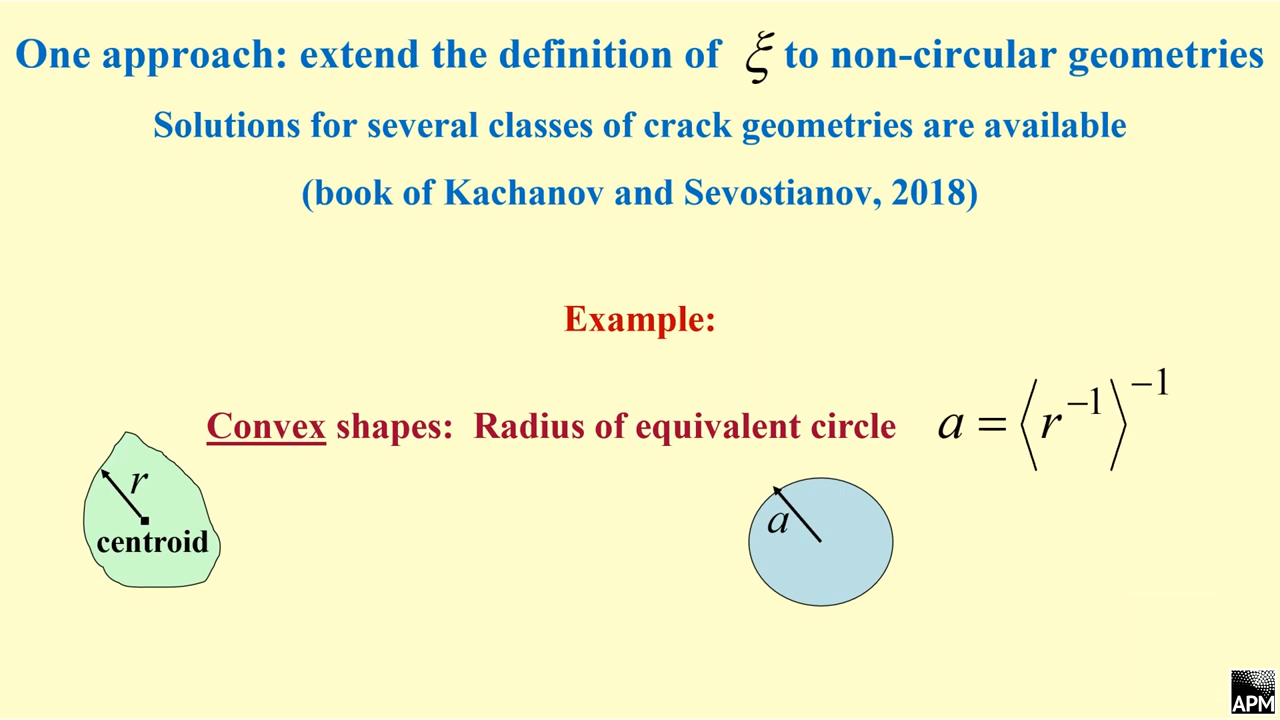 One approach: extend the definition of ξ to non-circular geometries
Solutions for several classes of crack geometries are available
(book of Kachanov and Sevostianov, 2018)
Example:
Convex shapes: Radius of equivalent circle a = ⟨r⁻¹⟩⁻¹
r
centroid
a
APM